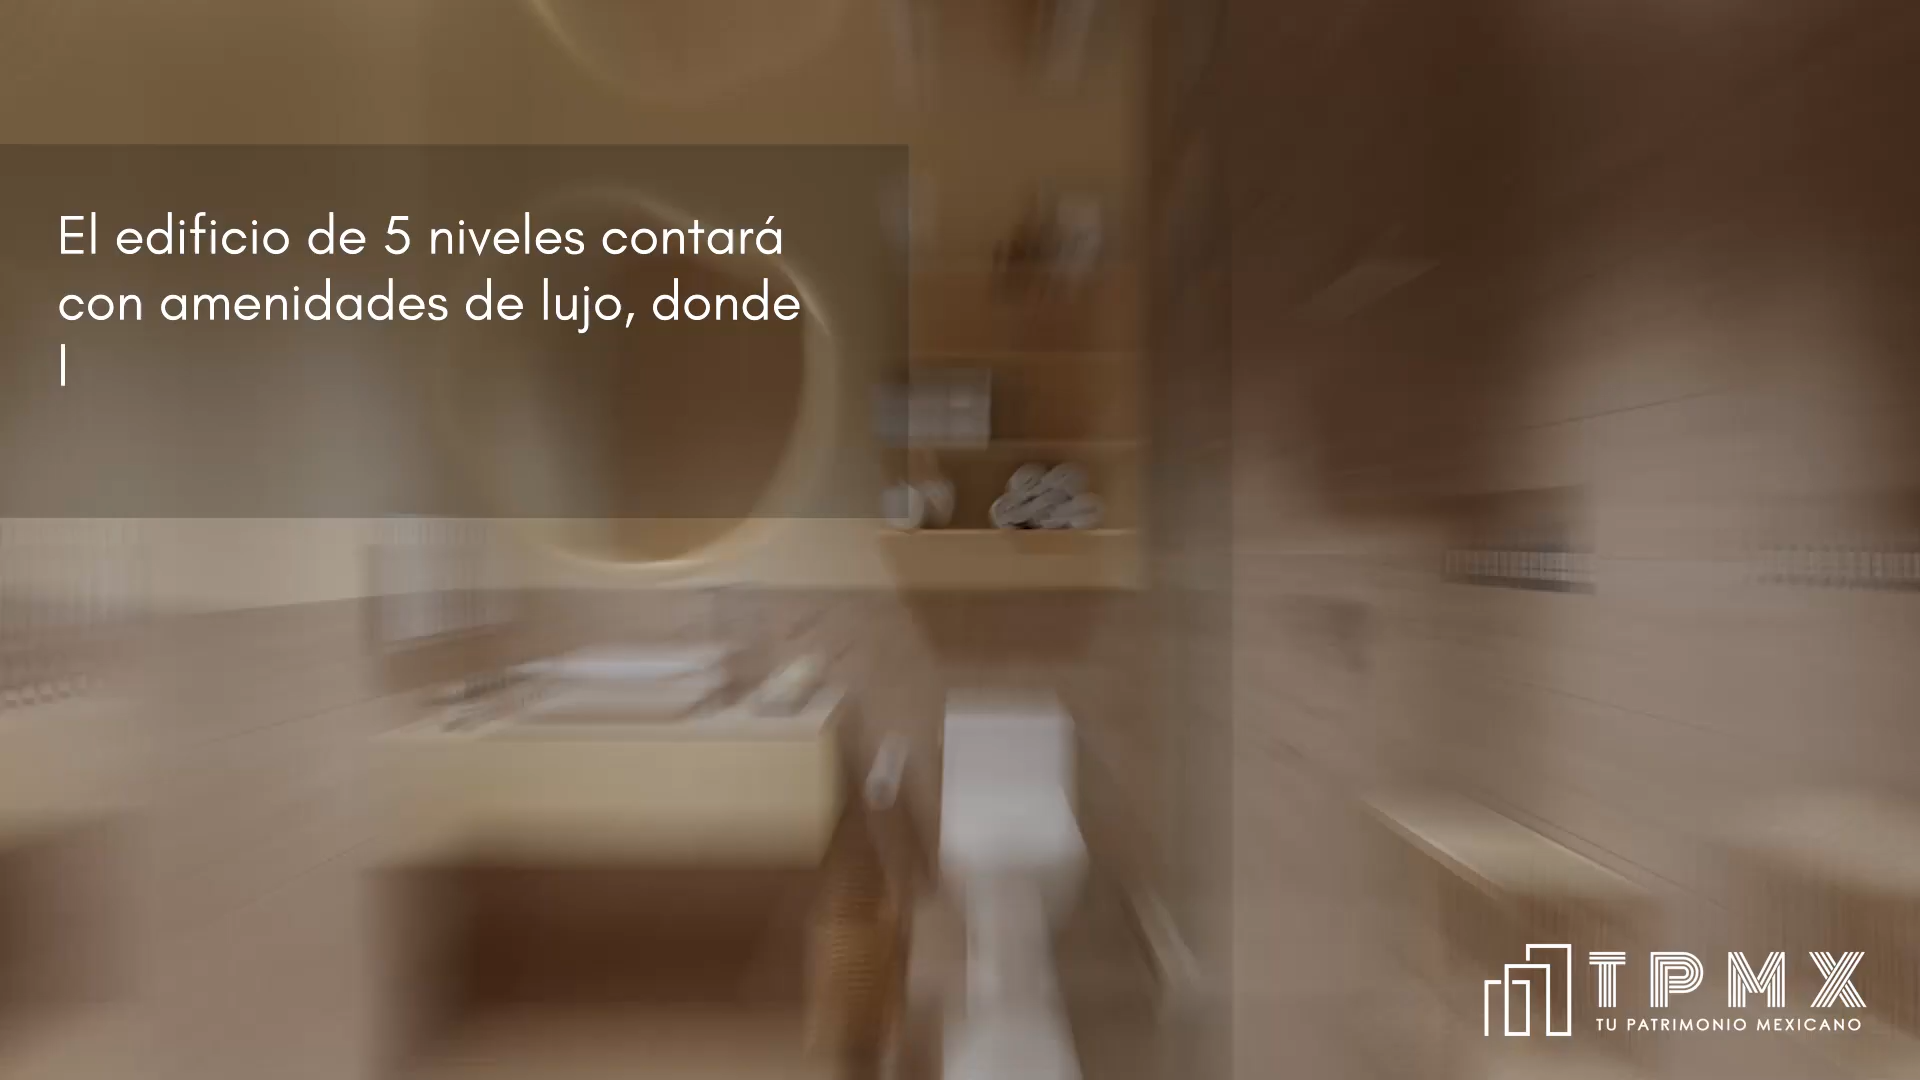 El edificio de 5 niveles contará
con amenidades de lujo, donde
l
TPMX
TU PATRIMONIO MEXICANO